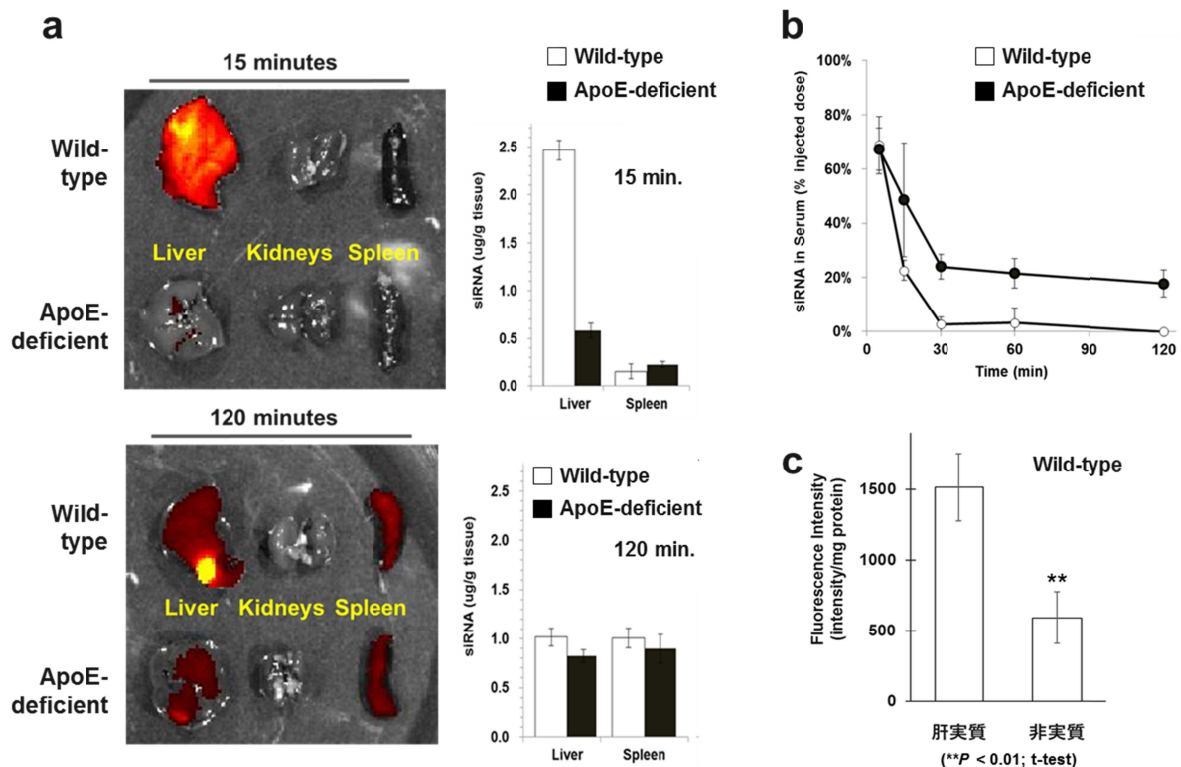 a
15 minutes
Wild-type
ApoE-deficient
Wild-
type
Liver
Kidneys
Spleen
ApoE-
deficient
siRNA (ug/g tissue)
2.5
2.0
1.5
1.0
0.5
0.0
15 min.
Liver
Spleen
120 minutes
Wild-
type
Liver
Kidneys
Spleen
ApoE-
deficient
Wild-type
ApoE-deficient
120 min.
siRNA (ug/g tissue)
2.5
2.0
1.5
1.0
0.5
0.0
Liver
Spleen
b
Wild-type
ApoE-deficient
siRNA in Serum (% injected dose)
100%
80%
60%
40%
20%
0%
0
30
60
90
120
Time (min)
c
Wild-type
Fluorescence Intensity
(intensity/mg protein)
1500
1000
500
0
**
肝実質
非実質
(**P < 0.01; t-test)